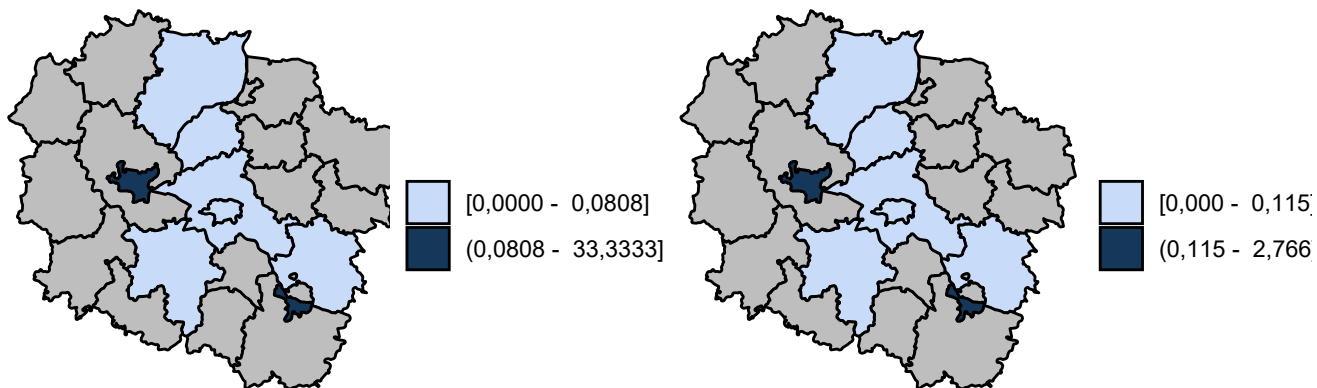 [0,0000 - 0,0808]
(0,0808 - 33,3333]
[0,000 - 0,115]
(0,115 - 2,766]